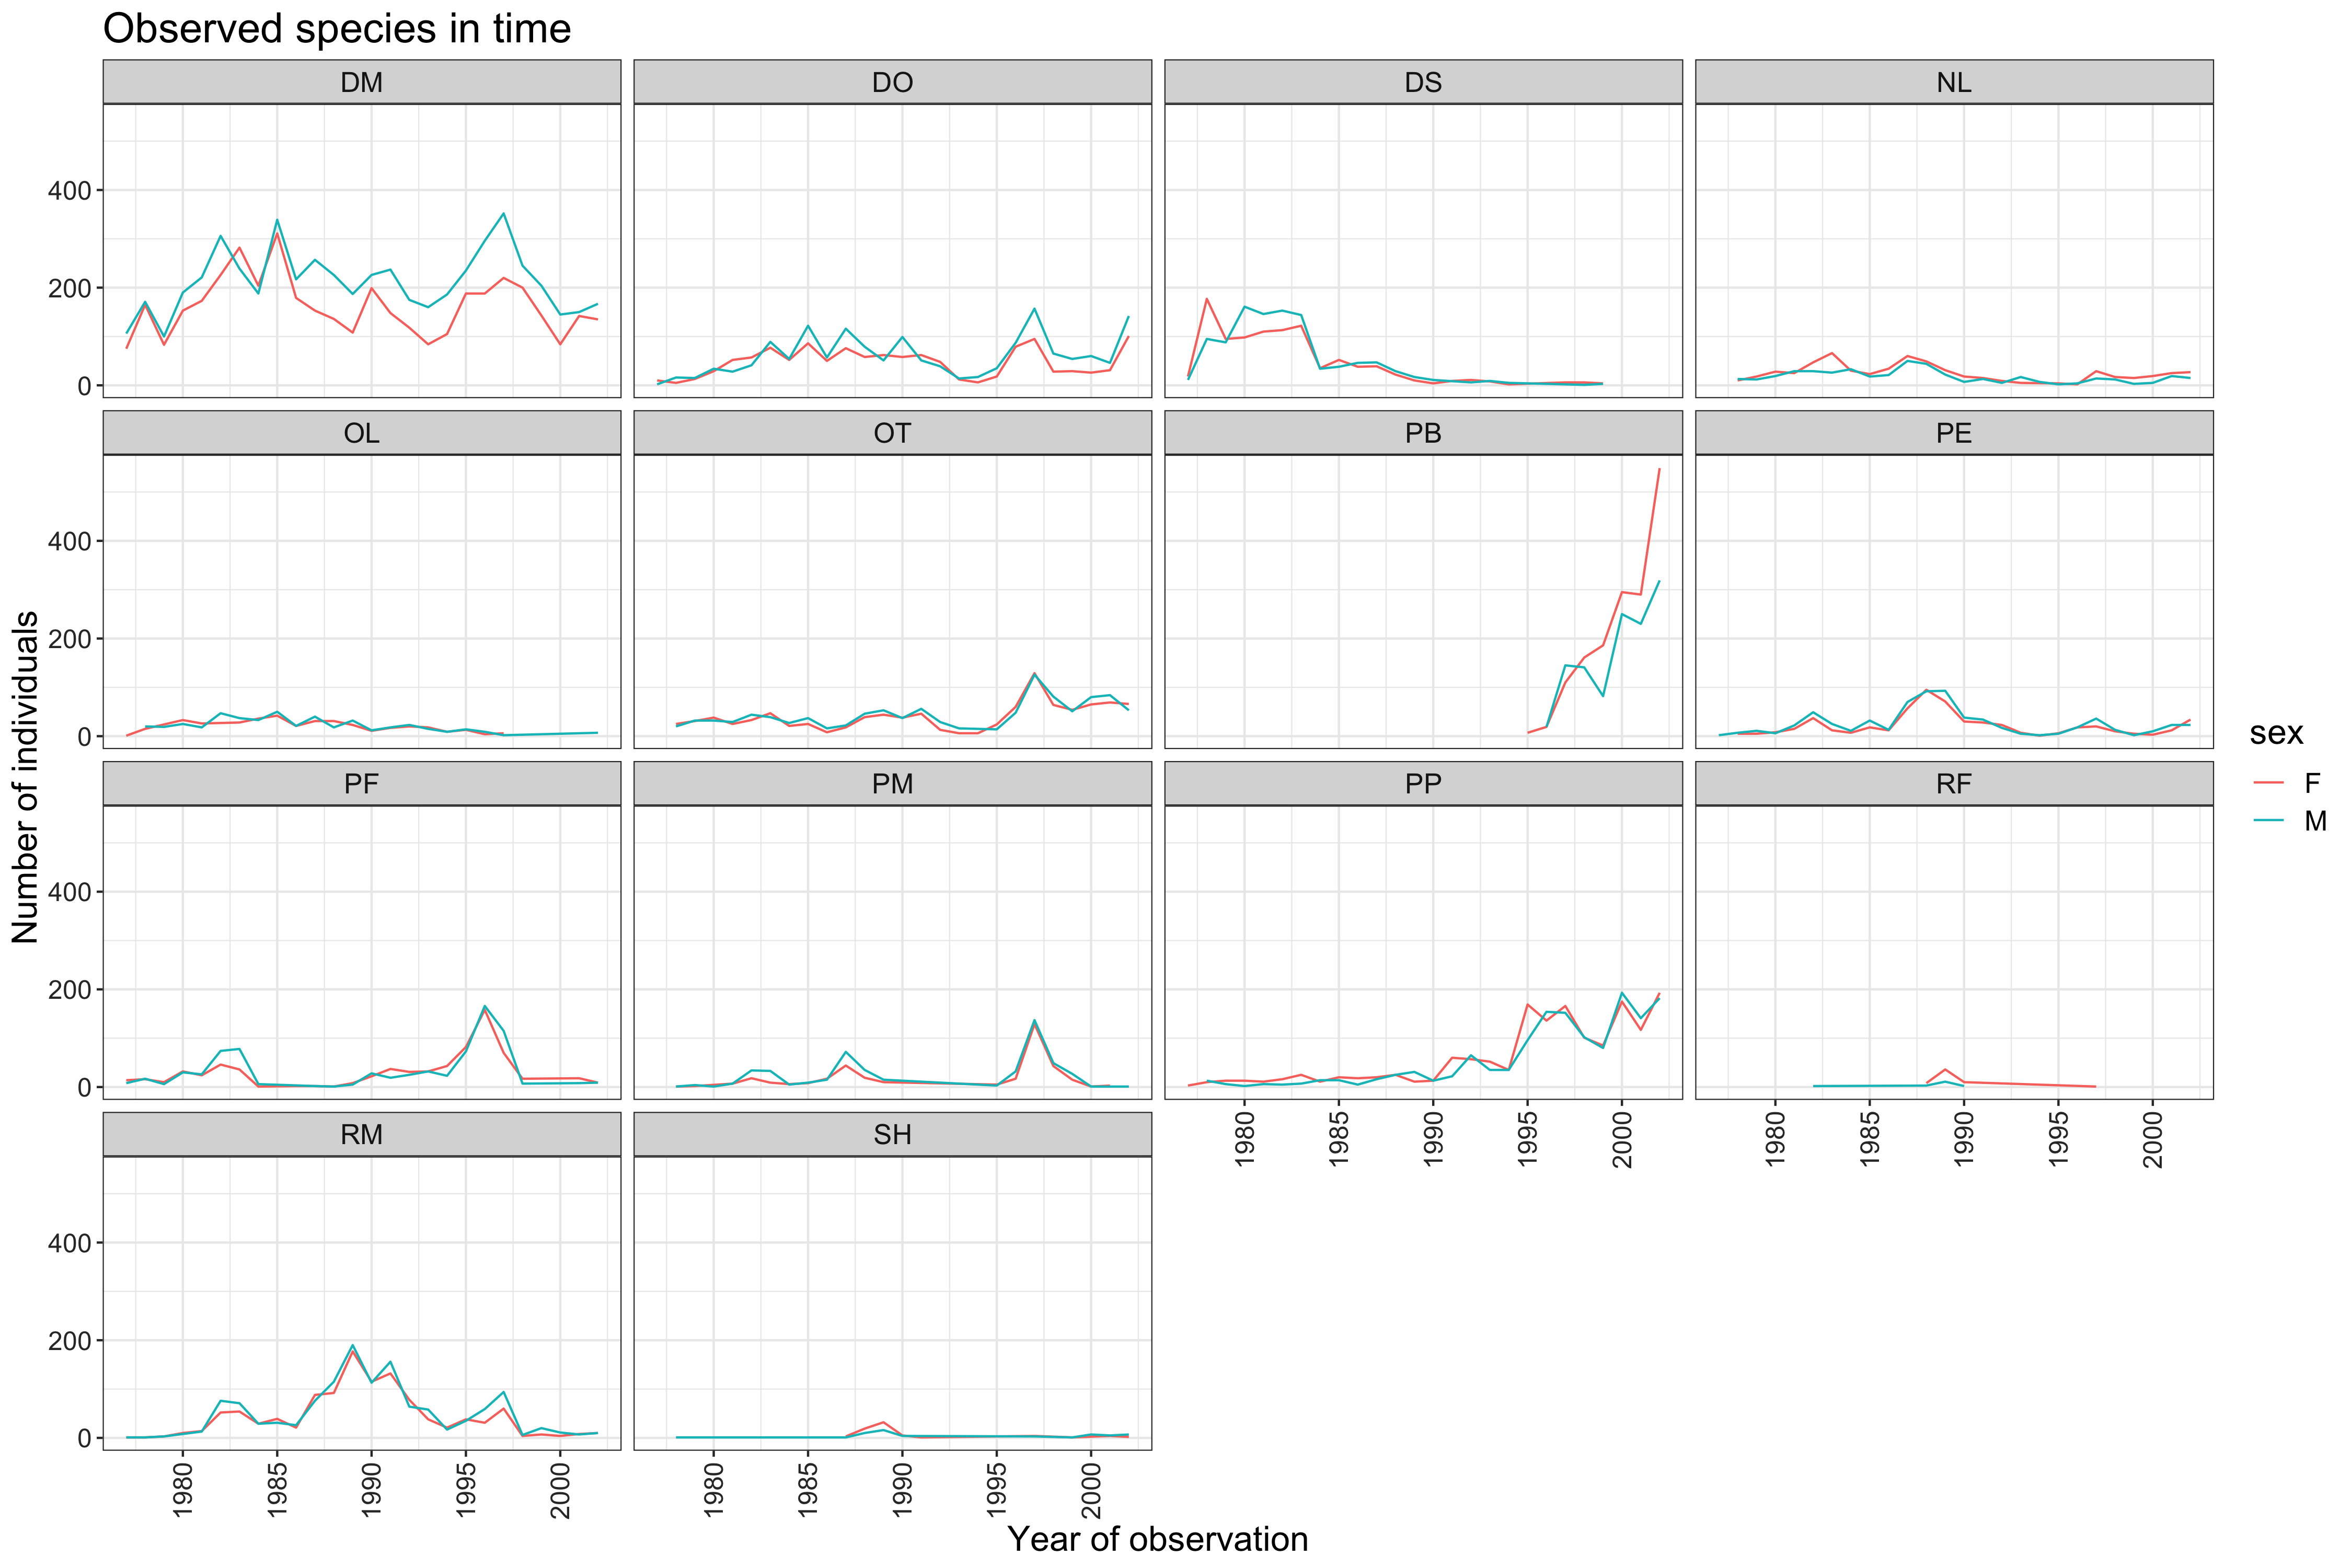 Observed species in time
DM
DO
DS
NL
400
200
0
OL
OT
PB
PE
400
200
0
PF
PM
PP
RF
400
200
0
1980
1985
1990
1995
2000
1980
1985
1990
1995
2000
RM
SH
400
200
0
1980
1985
1990
1995
2000
1980
1985
1990
1995
2000
Number of individuals
Year of observation
sex
F
M